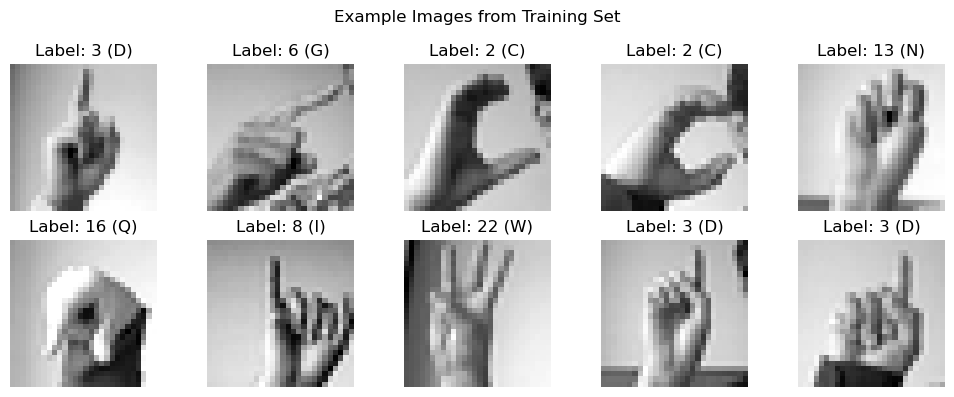 Example Images from Training Set
Label: 3 (D) Label: 6 (G) Label: 2 (C) Label: 2 (C) Label: 13 (N)
Label: 16 (Q) Label: 8 (I) Label: 22 (W) Label: 3 (D) Label: 3 (D)